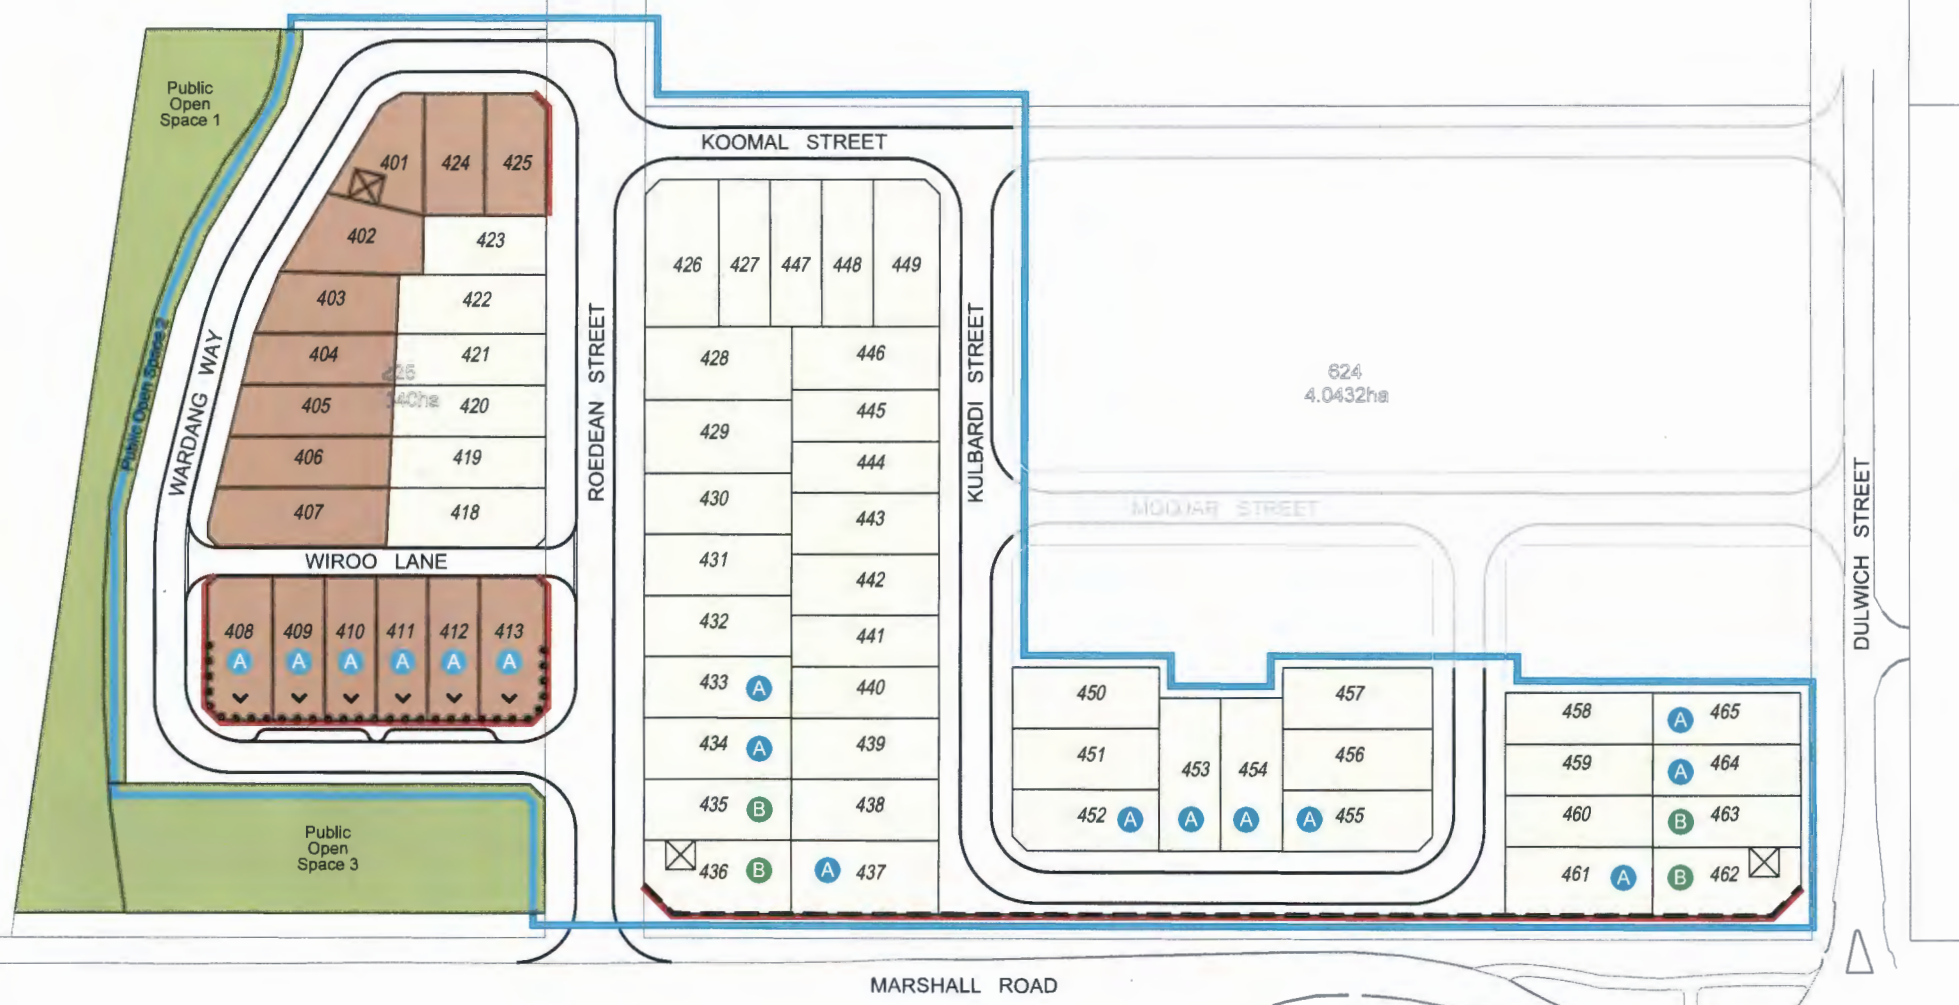 Public
Open
Space 1
KOOMAL STREET
401
424
425
402
423
403
422
404
421
405
420
406
419
407
418
Public Open Space 2
WARDANG WAY
ROEDEAN STREET
WIROO LANE
408
409
410
411
412
413
A
A
A
A
A
A
Public
Open
Space 3
426
427
447
448
449
428
446
429
445
444
430
443
431
442
432
441
433 A
440
434 A
439
435 B
438
436 B
A 437
KULBARDI STREET
624
4.0432ha
MOOJAR STREET
DULWICH STREET
450
457
451
456
453
454
452 A
A
A
A 455
458
A 465
459
A 464
460
B 463
461 A
B 462
MARSHALL ROAD